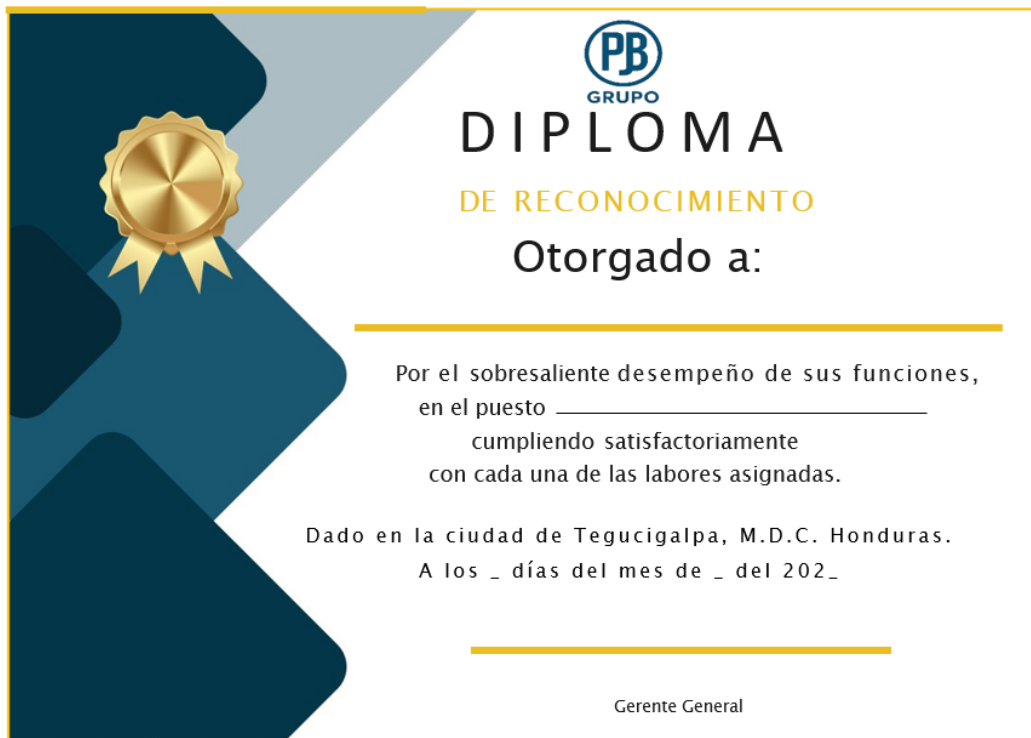 PJB
GRUPO
DIPLOMA
DE RECONOCIMIENTO
Otorgado a:
Por el sobresaliente desempeño de sus funciones,
en el puesto ____________________
cumpliendo satisfactoriamente
con cada una de las labores asignadas.
Dado en la ciudad de Tegucigalpa, M.D.C. Honduras.
A los _ días del mes de _ del 202_
Gerente General